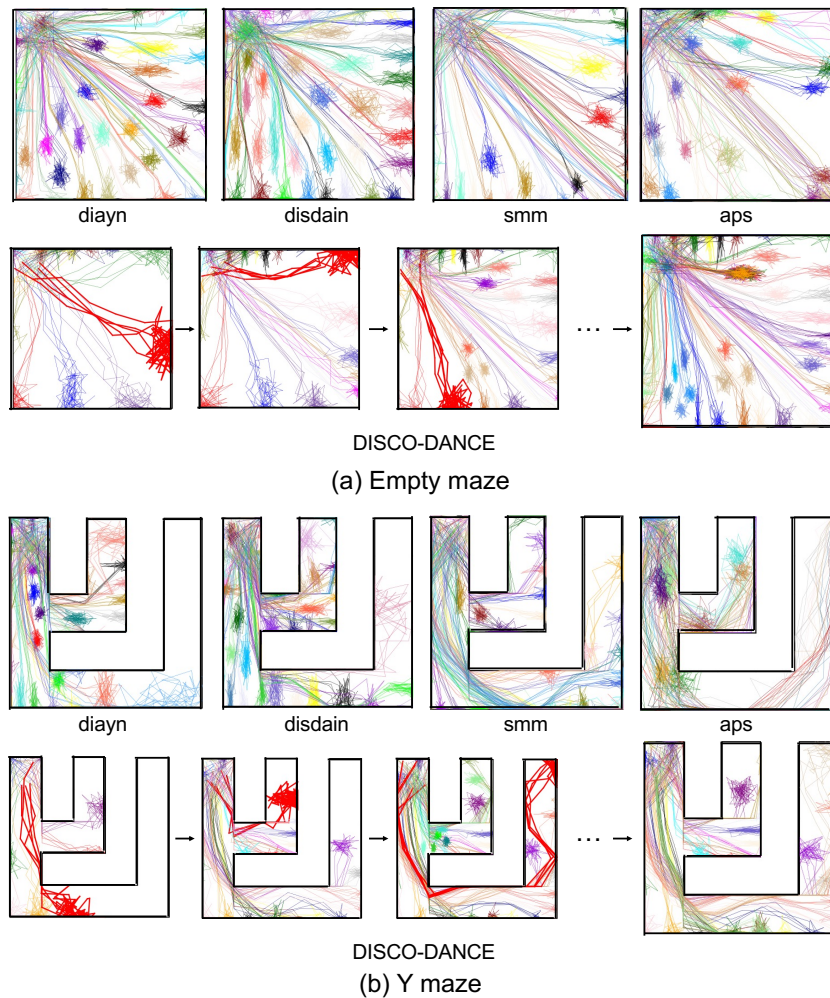 diayn disdain smm aps
...
DISCO-DANCE
(a) Empty maze
diayn disdain smm aps
...
DISCO-DANCE
(b) Y maze